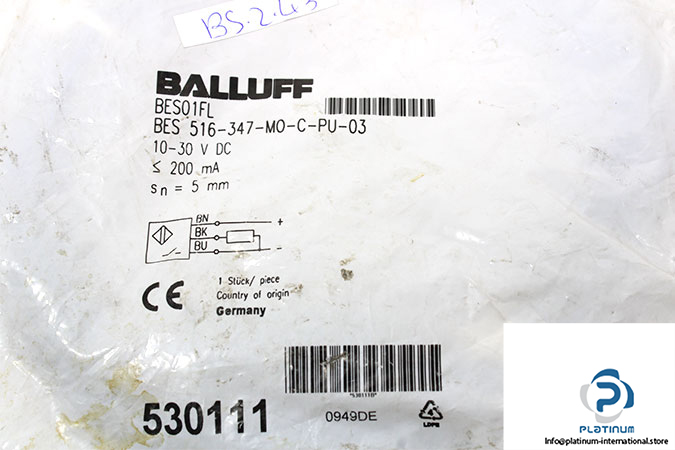 BS.2.43
BALLUFF
BES01FL
BES 516-347-MO-C-PU-03
10-30 V DC
≤ 200 mA
sn = 5 mm
BN +
BK
BU -
CE
1 Stück/ piece
Country of origin
Germany
*530111D*
530111
0949DE
4
LDPE
PLATINUM
Info@platinum-international.store